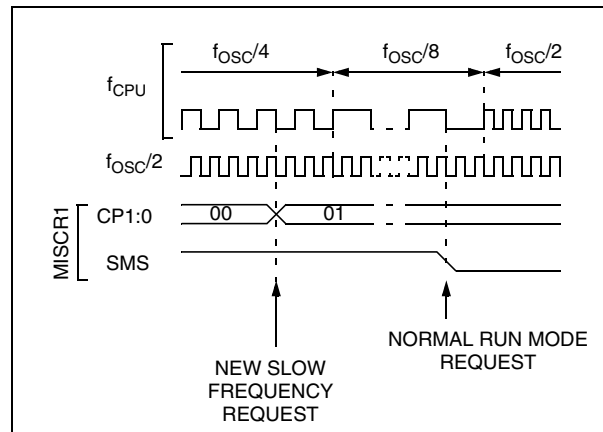 fOSC/4 fOSC/8 fOSC/2
fCPU
fOSC/2
MISCR1
CP1:0 00 01
SMS
NEW SLOW
FREQUENCY
REQUEST
NORMAL RUN MODE
REQUEST